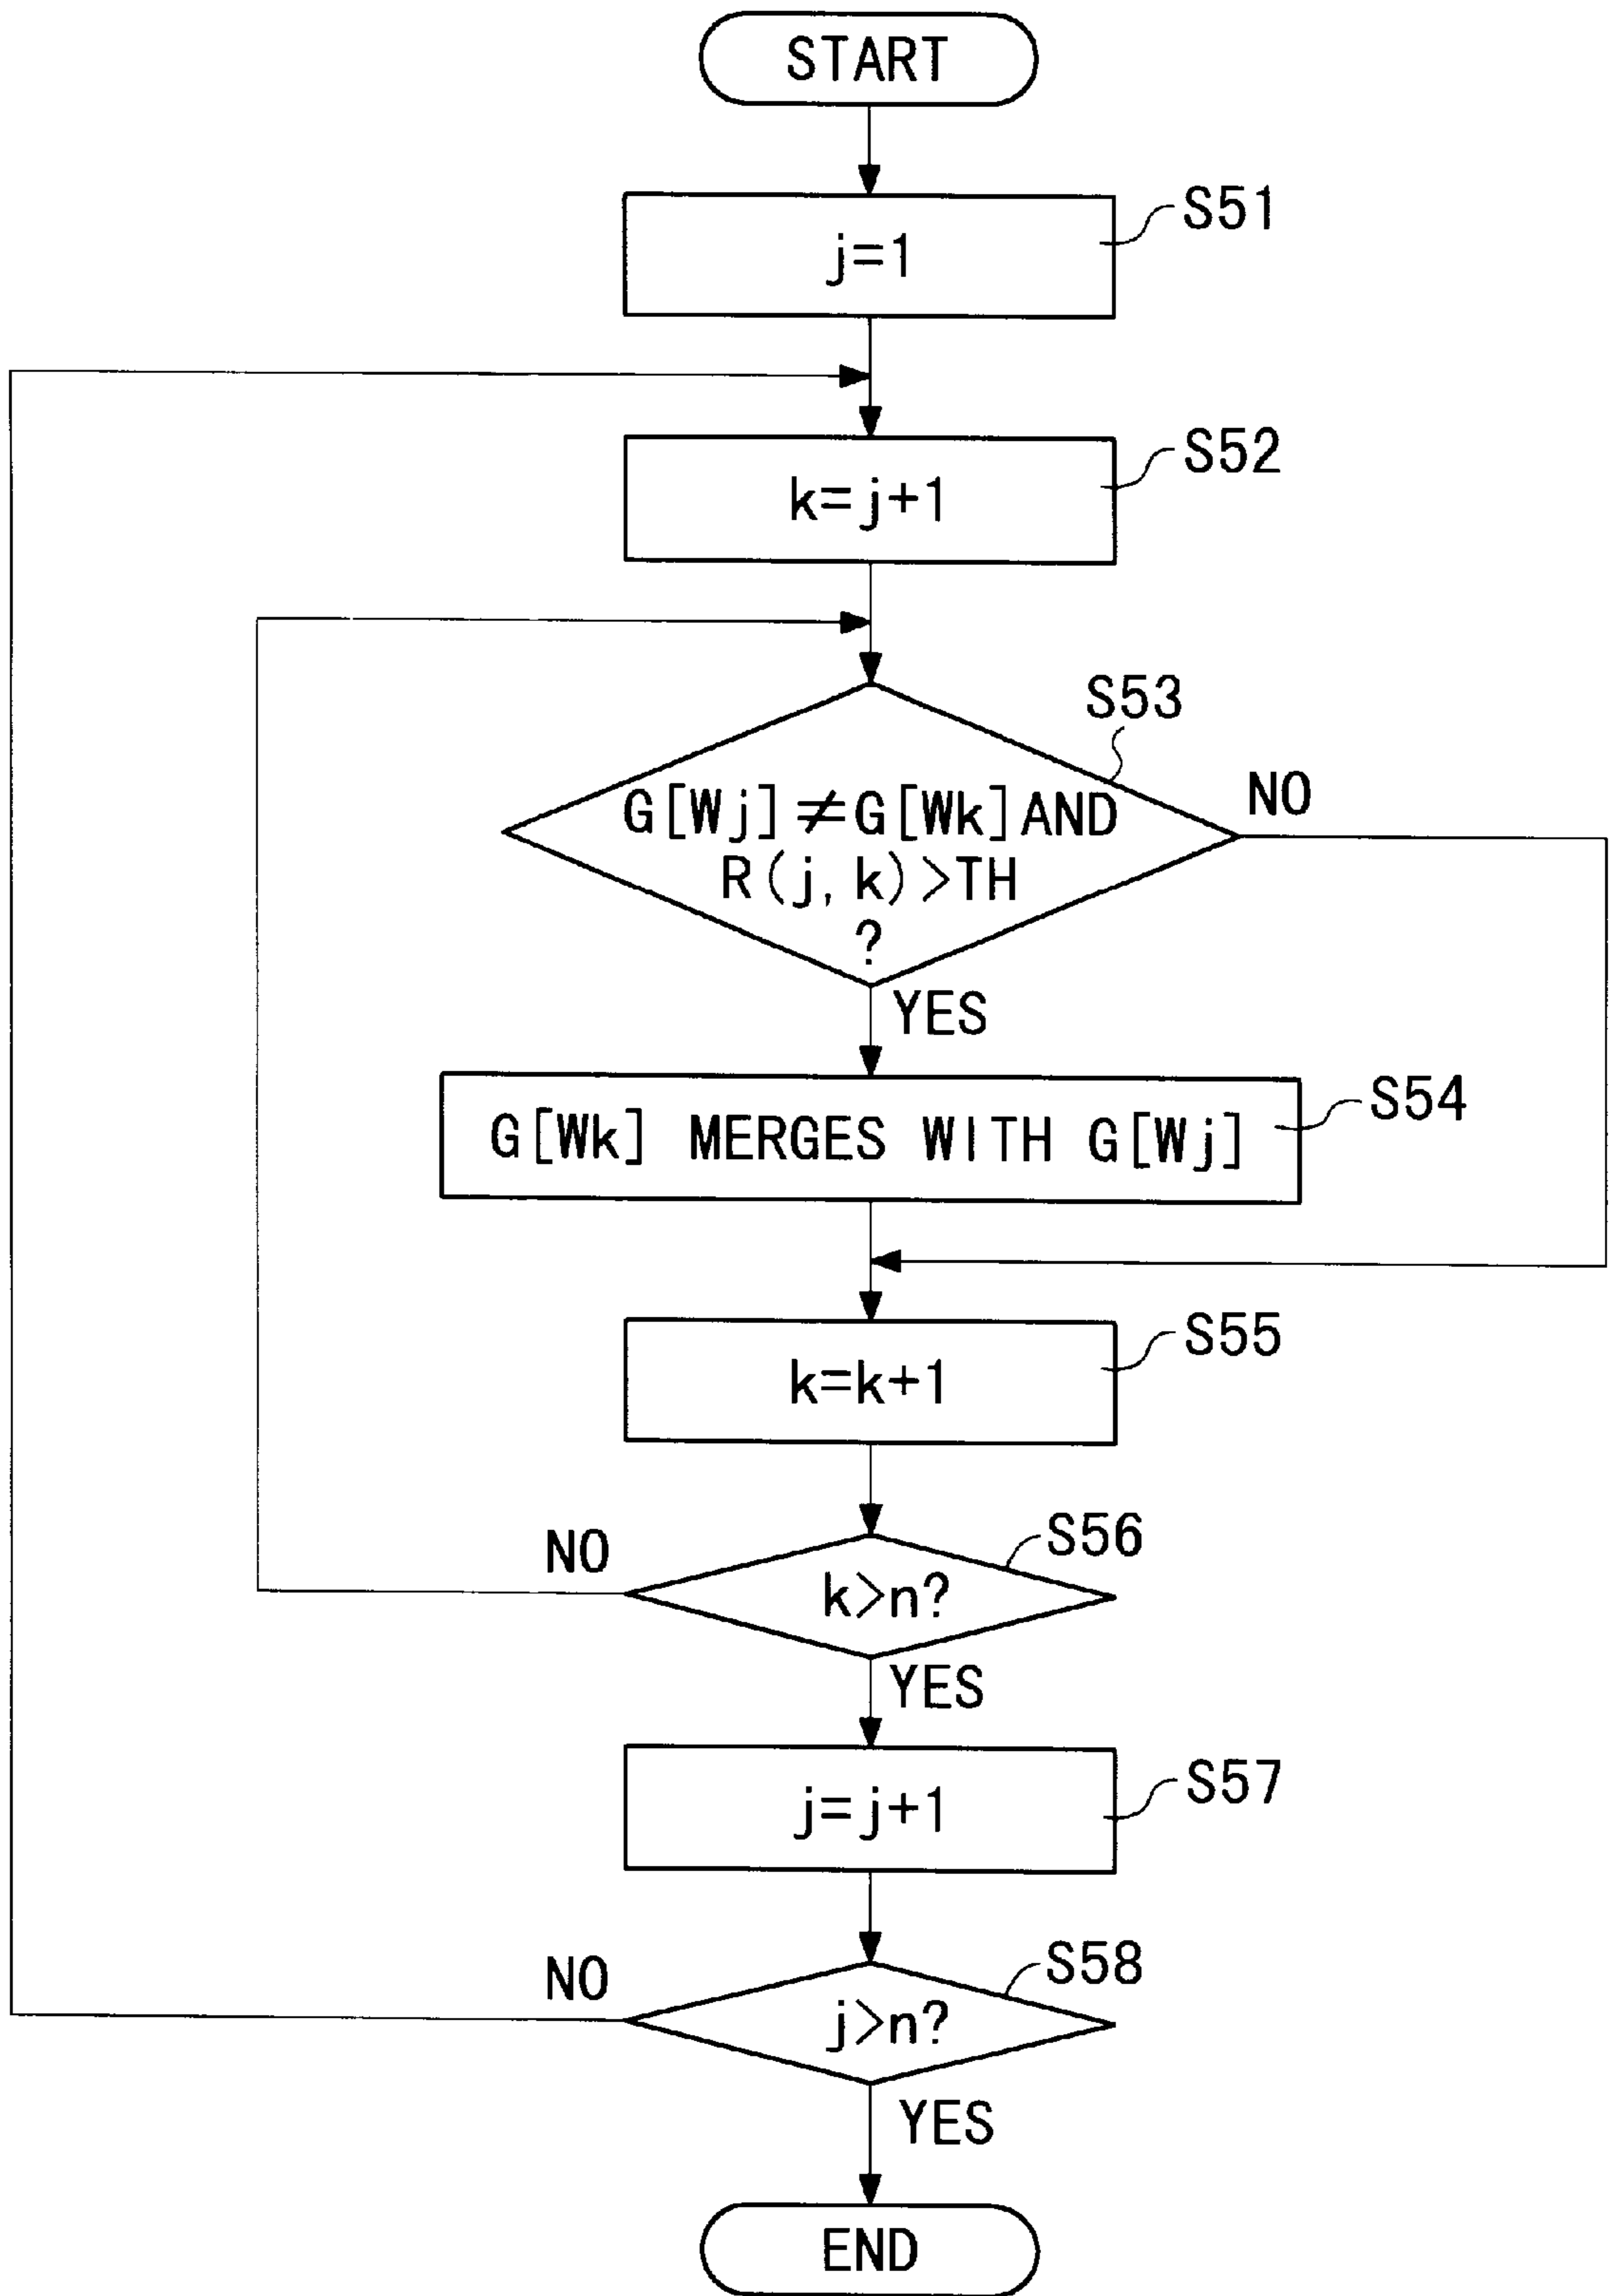 START
S51
j=1
S52
k=j+1
S53
NO
G[Wj]≠G[Wk]AND
R(j,k)>TH
?
YES
S54
G[Wk] MERGES WITH G[Wj]
S55
k=k+1
S56
NO
k>n?
YES
S57
j=j+1
S58
NO
j>n?
YES
END